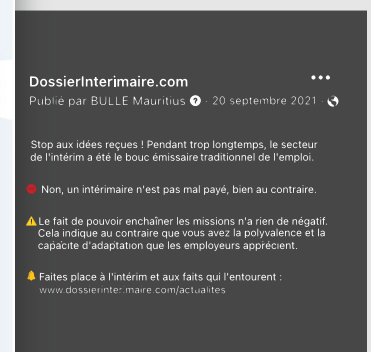 DossierInterimaire.com
Publié par BULLE Mauritius · 20 septembre 2021 ·
Stop aux idées reçues ! Pendant trop longtemps, le secteur
de l'intérim a été le bouc émissaire traditionnel de l'emploi.
Non, un intérimaire n'est pas mal payé, bien au contraire.
Le fait de pouvoir enchaîner les missions n'a rien de négatif.
Cela indique au contraire que vous avez la polyvalence et la
capacite d'adaptation que les employeurs apprécient.
Faites place à l'intérim et aux faits qui l'entourent :
www.dossierinter.maire.com/actualites